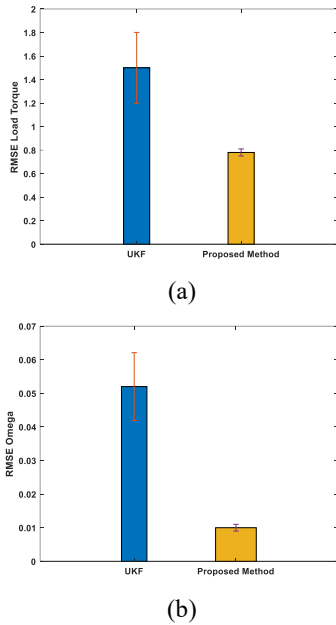 2
1.8
1.6
1.4
1.2
1
0.8
0.6
0.4
0.2
0
RMSE Load Torque
UKF
Proposed Method
(a)
0.07
0.06
0.05
0.04
0.03
0.02
0.01
0
RMSE Omega
UKF
Proposed Method
(b)